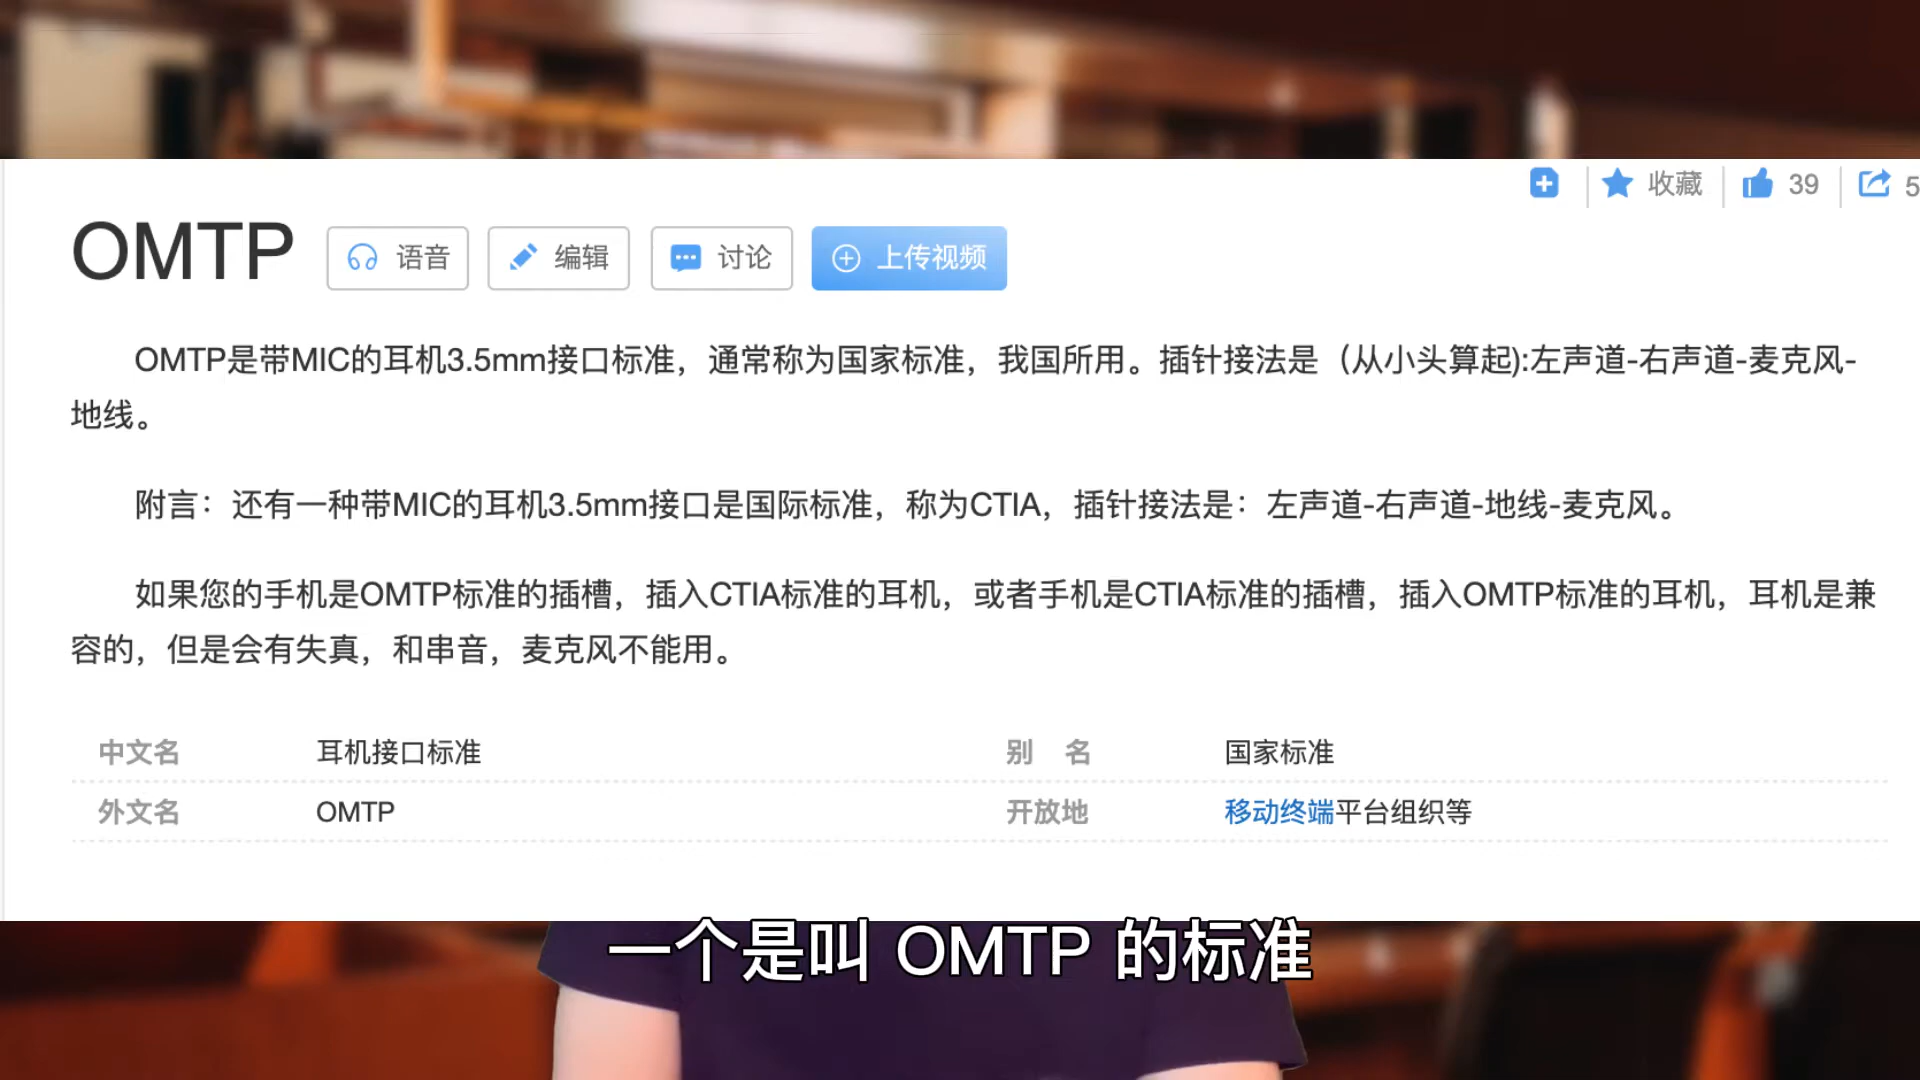 收藏
39
5
OMTP
语音
编辑
讨论
上传视频
OMTP是带MIC的耳机3.5mm接口标准，通常称为国家标准，我国所用。插针接法是（从小头算起):左声道-右声道-麦克风-
地线。
附言：还有一种带MIC的耳机3.5mm接口是国际标准，称为CTIA，插针接法是：左声道-右声道-地线-麦克风。
如果您的手机是OMTP标准的插槽，插入CTIA标准的耳机，或者手机是CTIA标准的插槽，插入OMTP标准的耳机，耳机是兼
容的，但是会有失真，和串音，麦克风不能用。
中文名 耳机接口标准 别 名 国家标准
外文名 OMTP 开放地 移动终端平台组织等
一个是叫 OMTP 的标准